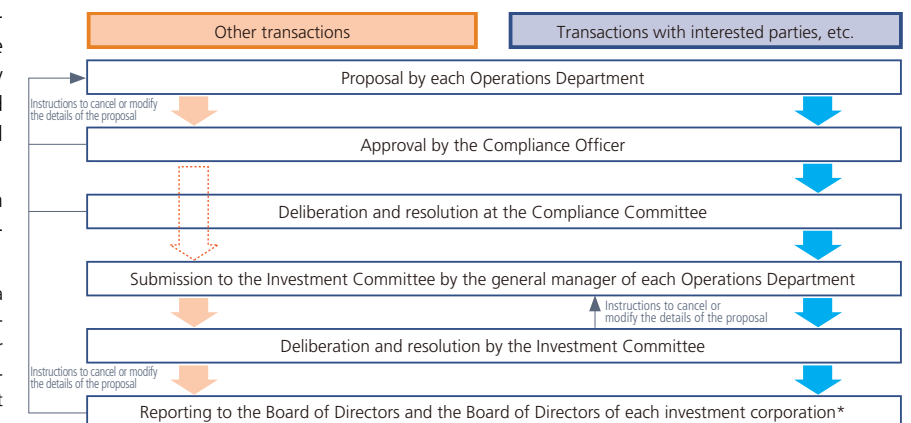 Other transactions
Transactions with interested parties, etc.
Proposal by each Operations Department
Instructions to cancel or modify
the details of the proposal
Approval by the Compliance Officer
Deliberation and resolution at the Compliance Committee
Submission to the Investment Committee by the general manager of each Operations Department
Instructions to cancel or
modify the details of the proposal
Deliberation and resolution by the Investment Committee
Instructions to cancel or modify
the details of the proposal
Reporting to the Board of Directors and the Board of Directors of each investment corporation*